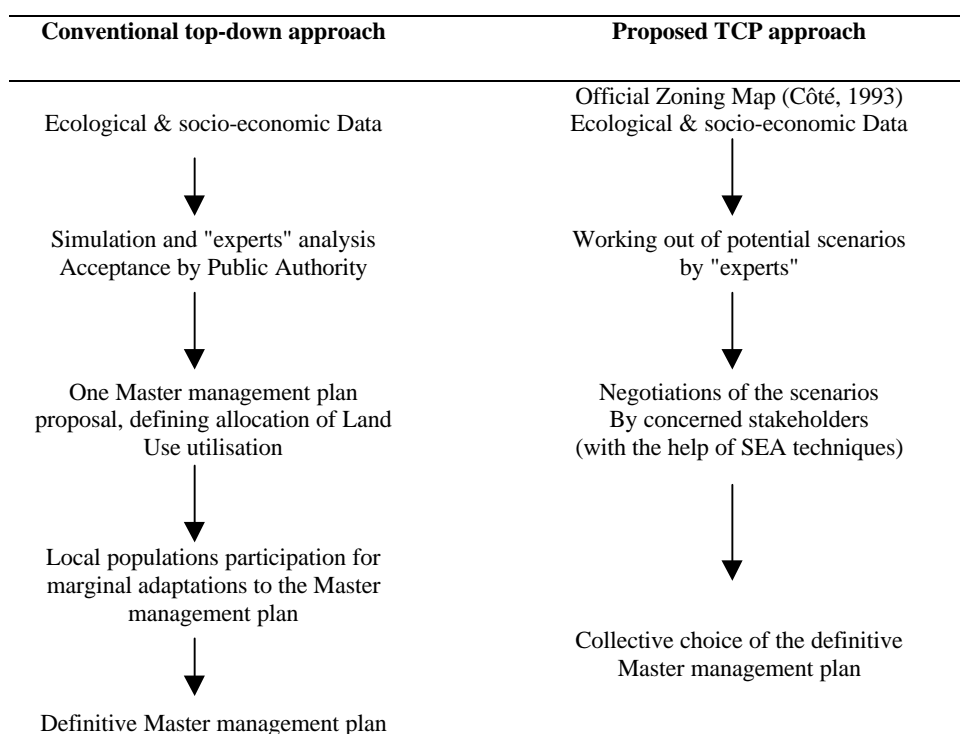 Conventional top-down approach
Proposed TCP approach
Ecological & socio-economic Data
Simulation and "experts" analysis
Acceptance by Public Authority
One Master management plan
proposal, defining allocation of Land
Use utilisation
Local populations participation for
marginal adaptations to the Master
management plan
Definitive Master management plan
Official Zoning Map (Côté, 1993)
Ecological & socio-economic Data
Working out of potential scenarios
by "experts"
Negotiations of the scenarios
By concerned stakeholders
(with the help of SEA techniques)
Collective choice of the definitive
Master management plan